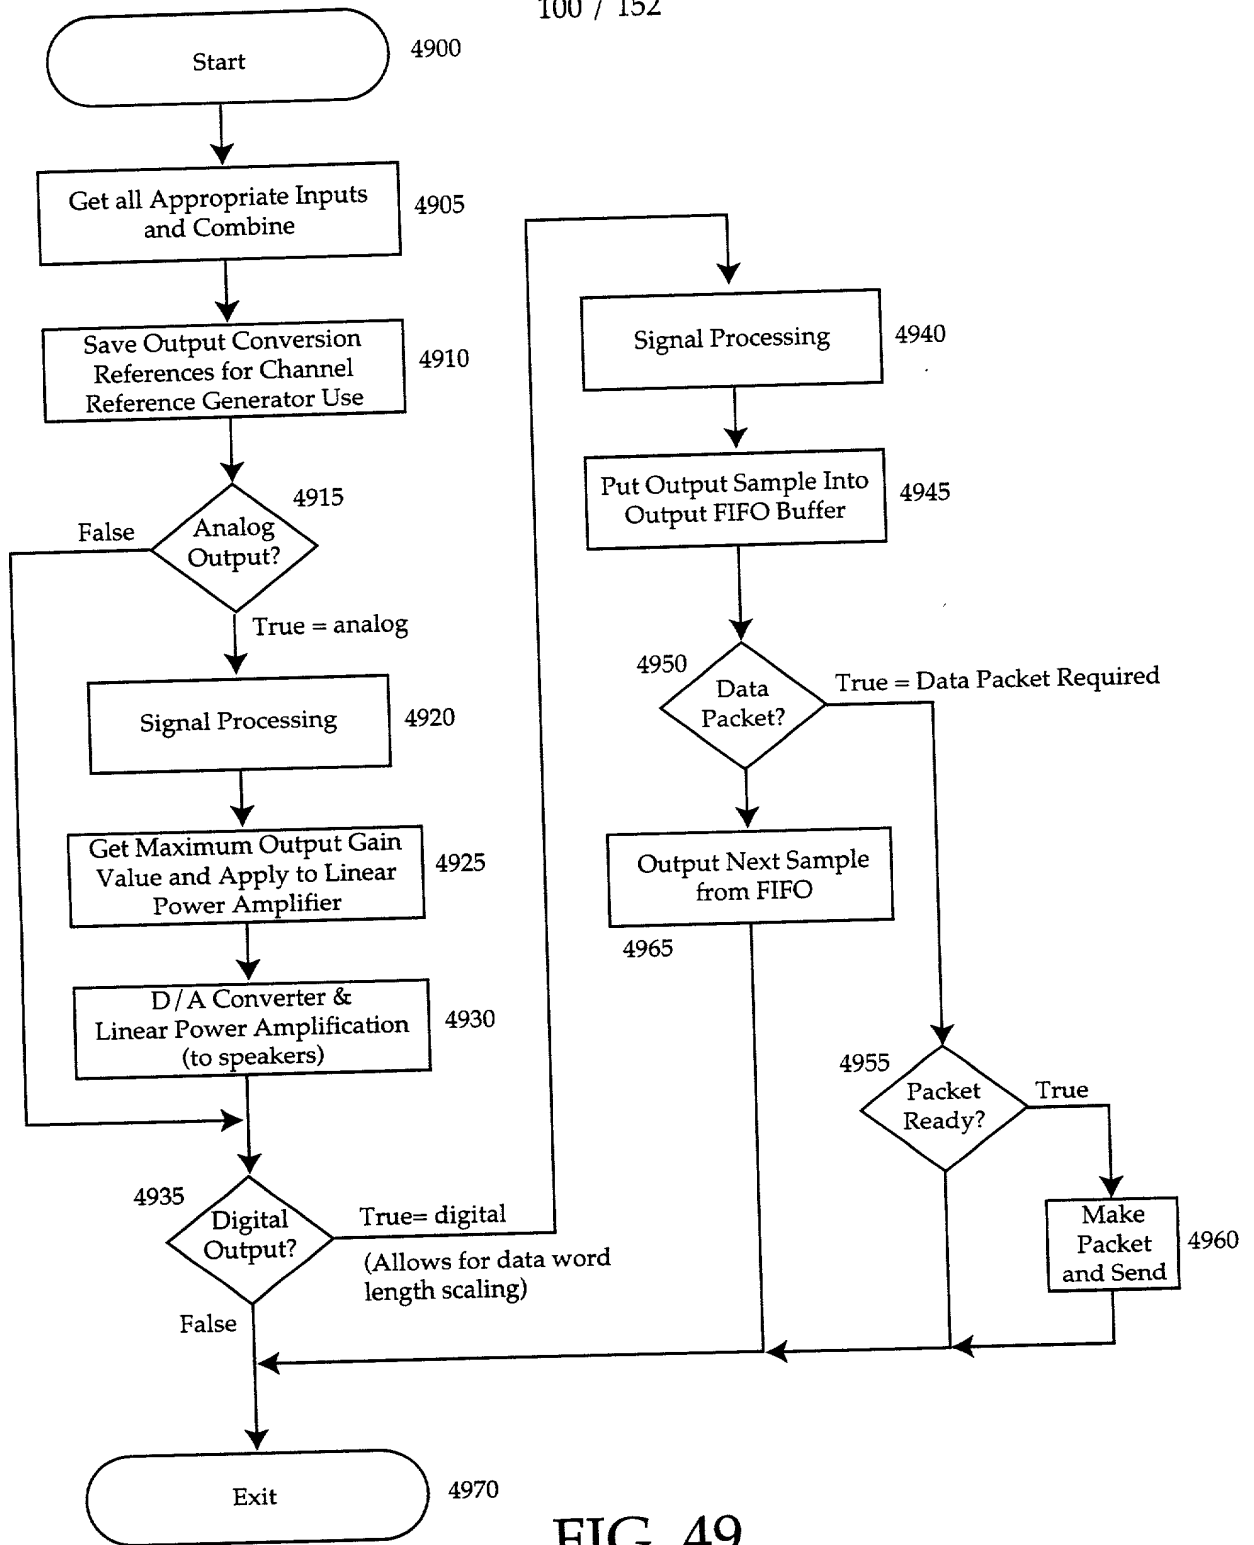 100 / 152
Start
4900
Get all Appropriate Inputs
and Combine
4905
Save Output Conversion
References for Channel
Reference Generator Use
4910
Analog
Output?
4915
False
True = analog
Signal Processing
4920
Get Maximum Output Gain
Value and Apply to Linear
Power Amplifier
4925
D/A Converter &
Linear Power Amplification
(to speakers)
4930
4935
Digital
Output?
True= digital
(Allows for data word
length scaling)
False
Signal Processing
4940
Put Output Sample Into
Output FIFO Buffer
4945
4950
Data
Packet?
True = Data Packet Required
Output Next Sample
from FIFO
4965
4955
Packet
Ready?
True
Make
Packet
and Send
4960
Exit
4970
FIG. 49